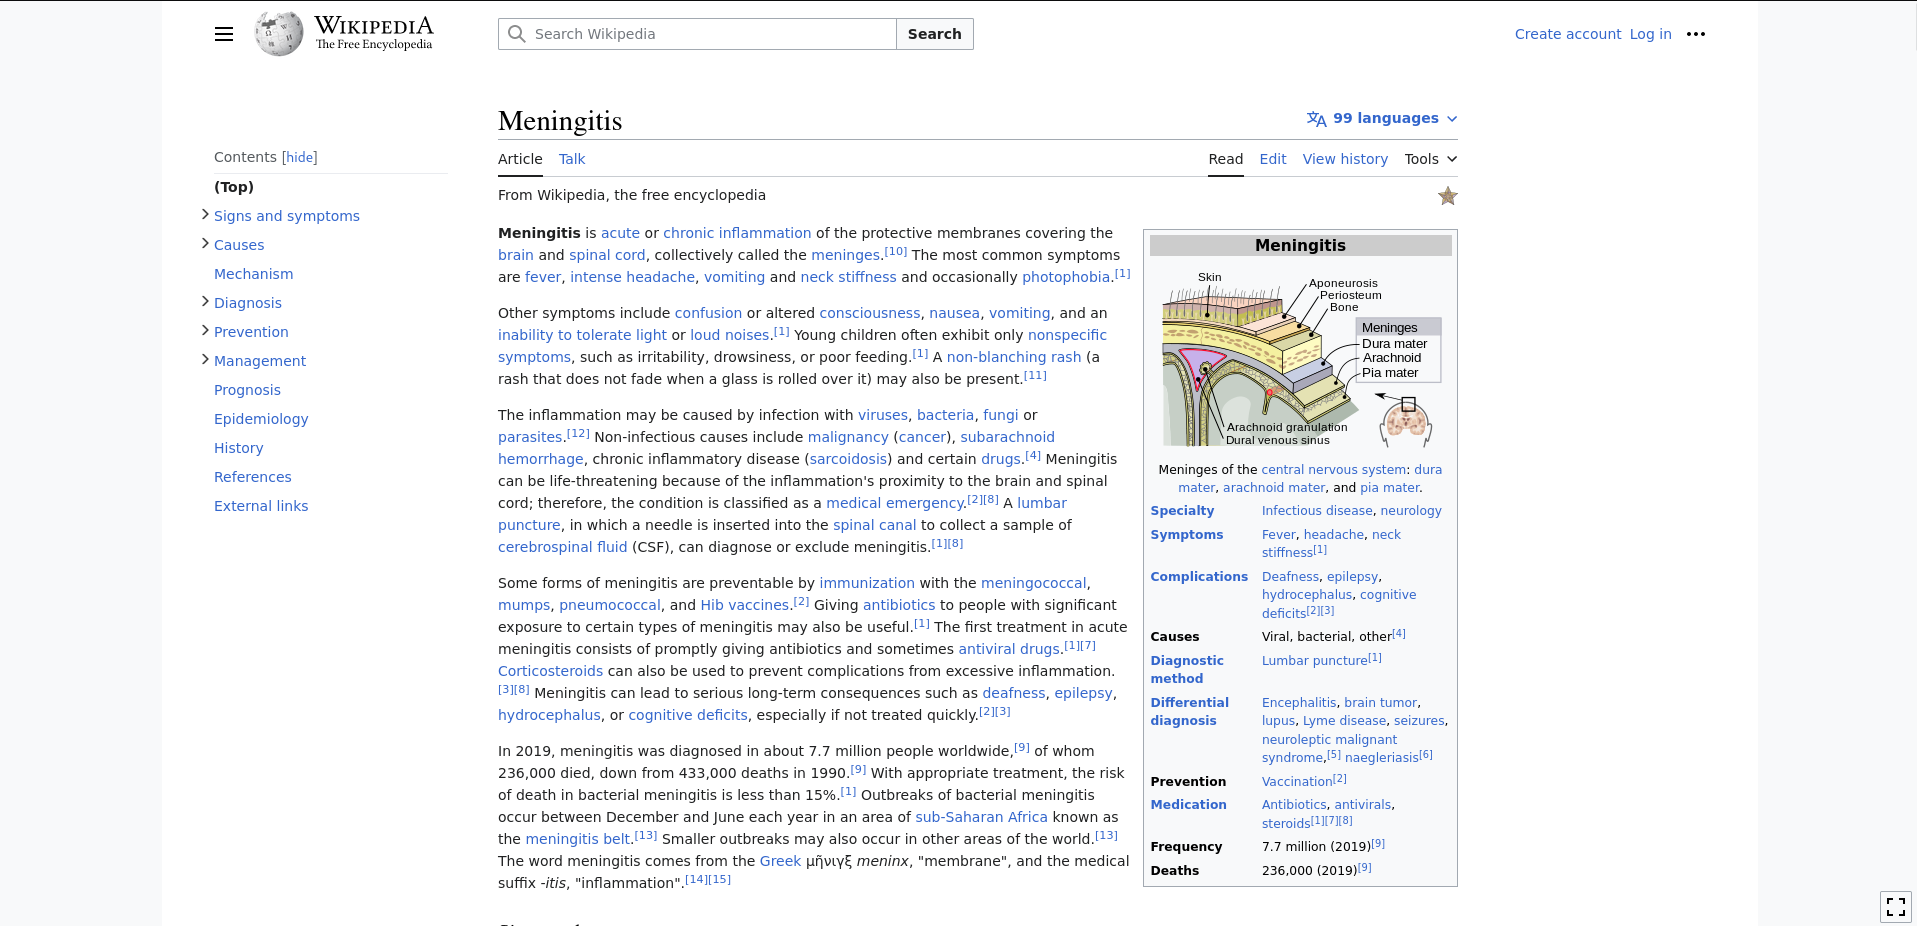 WIKIPEDIA
The Free Encyclopedia
Search Wikipedia
Search
Create account Log in
Meningitis
99 languages
Contents [hide]
(Top)
Signs and symptoms
Causes
Mechanism
Diagnosis
Prevention
Management
Prognosis
Epidemiology
History
References
External links
Article Talk
Read Edit View history Tools
From Wikipedia, the free encyclopedia
Meningitis is acute or chronic inflammation of the protective membranes covering the
brain and spinal cord, collectively called the meninges.[10] The most common symptoms
are fever, intense headache, vomiting and neck stiffness and occasionally photophobia.[1]
Other symptoms include confusion or altered consciousness, nausea, vomiting, and an
inability to tolerate light or loud noises.[1] Young children often exhibit only nonspecific
symptoms, such as irritability, drowsiness, or poor feeding.[1] A non-blanching rash (a
rash that does not fade when a glass is rolled over it) may also be present.[11]
The inflammation may be caused by infection with viruses, bacteria, fungi or
parasites.[12] Non-infectious causes include malignancy (cancer), subarachnoid
hemorrhage, chronic inflammatory disease (sarcoidosis) and certain drugs.[4] Meningitis
can be life-threatening because of the inflammation's proximity to the brain and spinal
cord; therefore, the condition is classified as a medical emergency.[2][8] A lumbar
puncture, in which a needle is inserted into the spinal canal to collect a sample of
cerebrospinal fluid (CSF), can diagnose or exclude meningitis.[1][8]
Some forms of meningitis are preventable by immunization with the meningococcal,
mumps, pneumococcal, and Hib vaccines.[2] Giving antibiotics to people with significant
exposure to certain types of meningitis may also be useful.[1] The first treatment in acute
meningitis consists of promptly giving antibiotics and sometimes antiviral drugs.[1][7]
Corticosteroids can also be used to prevent complications from excessive inflammation.
[3][8] Meningitis can lead to serious long-term consequences such as deafness, epilepsy,
hydrocephalus, or cognitive deficits, especially if not treated quickly.[2][3]
In 2019, meningitis was diagnosed in about 7.7 million people worldwide,[9] of whom
236,000 died, down from 433,000 deaths in 1990.[9] With appropriate treatment, the risk
of death in bacterial meningitis is less than 15%.[1] Outbreaks of bacterial meningitis
occur between December and June each year in an area of sub-Saharan Africa known as
the meningitis belt.[13] Smaller outbreaks may also occur in other areas of the world.[13]
The word meningitis comes from the Greek μῆνιγξ meninx, "membrane", and the medical
suffix -itis, "inflammation".[14][15]
Meningitis
Skin
Aponeurosis
Periosteum
Bone
Meninges
Dura mater
Arachnoid
Pia mater
Arachnoid granulation
Dural venous sinus
Meninges of the central nervous system: dura
mater, arachnoid mater, and pia mater.
Specialty Infectious disease, neurology
Symptoms Fever, headache, neck
stiffness[1]
Complications Deafness, epilepsy,
hydrocephalus, cognitive
deficits[2][3]
Causes Viral, bacterial, other[4]
Diagnostic Lumbar puncture[1]
method
Differential Encephalitis, brain tumor,
diagnosis lupus, Lyme disease, seizures,
neuroleptic malignant
syndrome,[5] naegleriasis[6]
Prevention Vaccination[2]
Medication Antibiotics, antivirals,
steroids[1][7][8]
Frequency 7.7 million (2019)[9]
Deaths 236,000 (2019)[9]